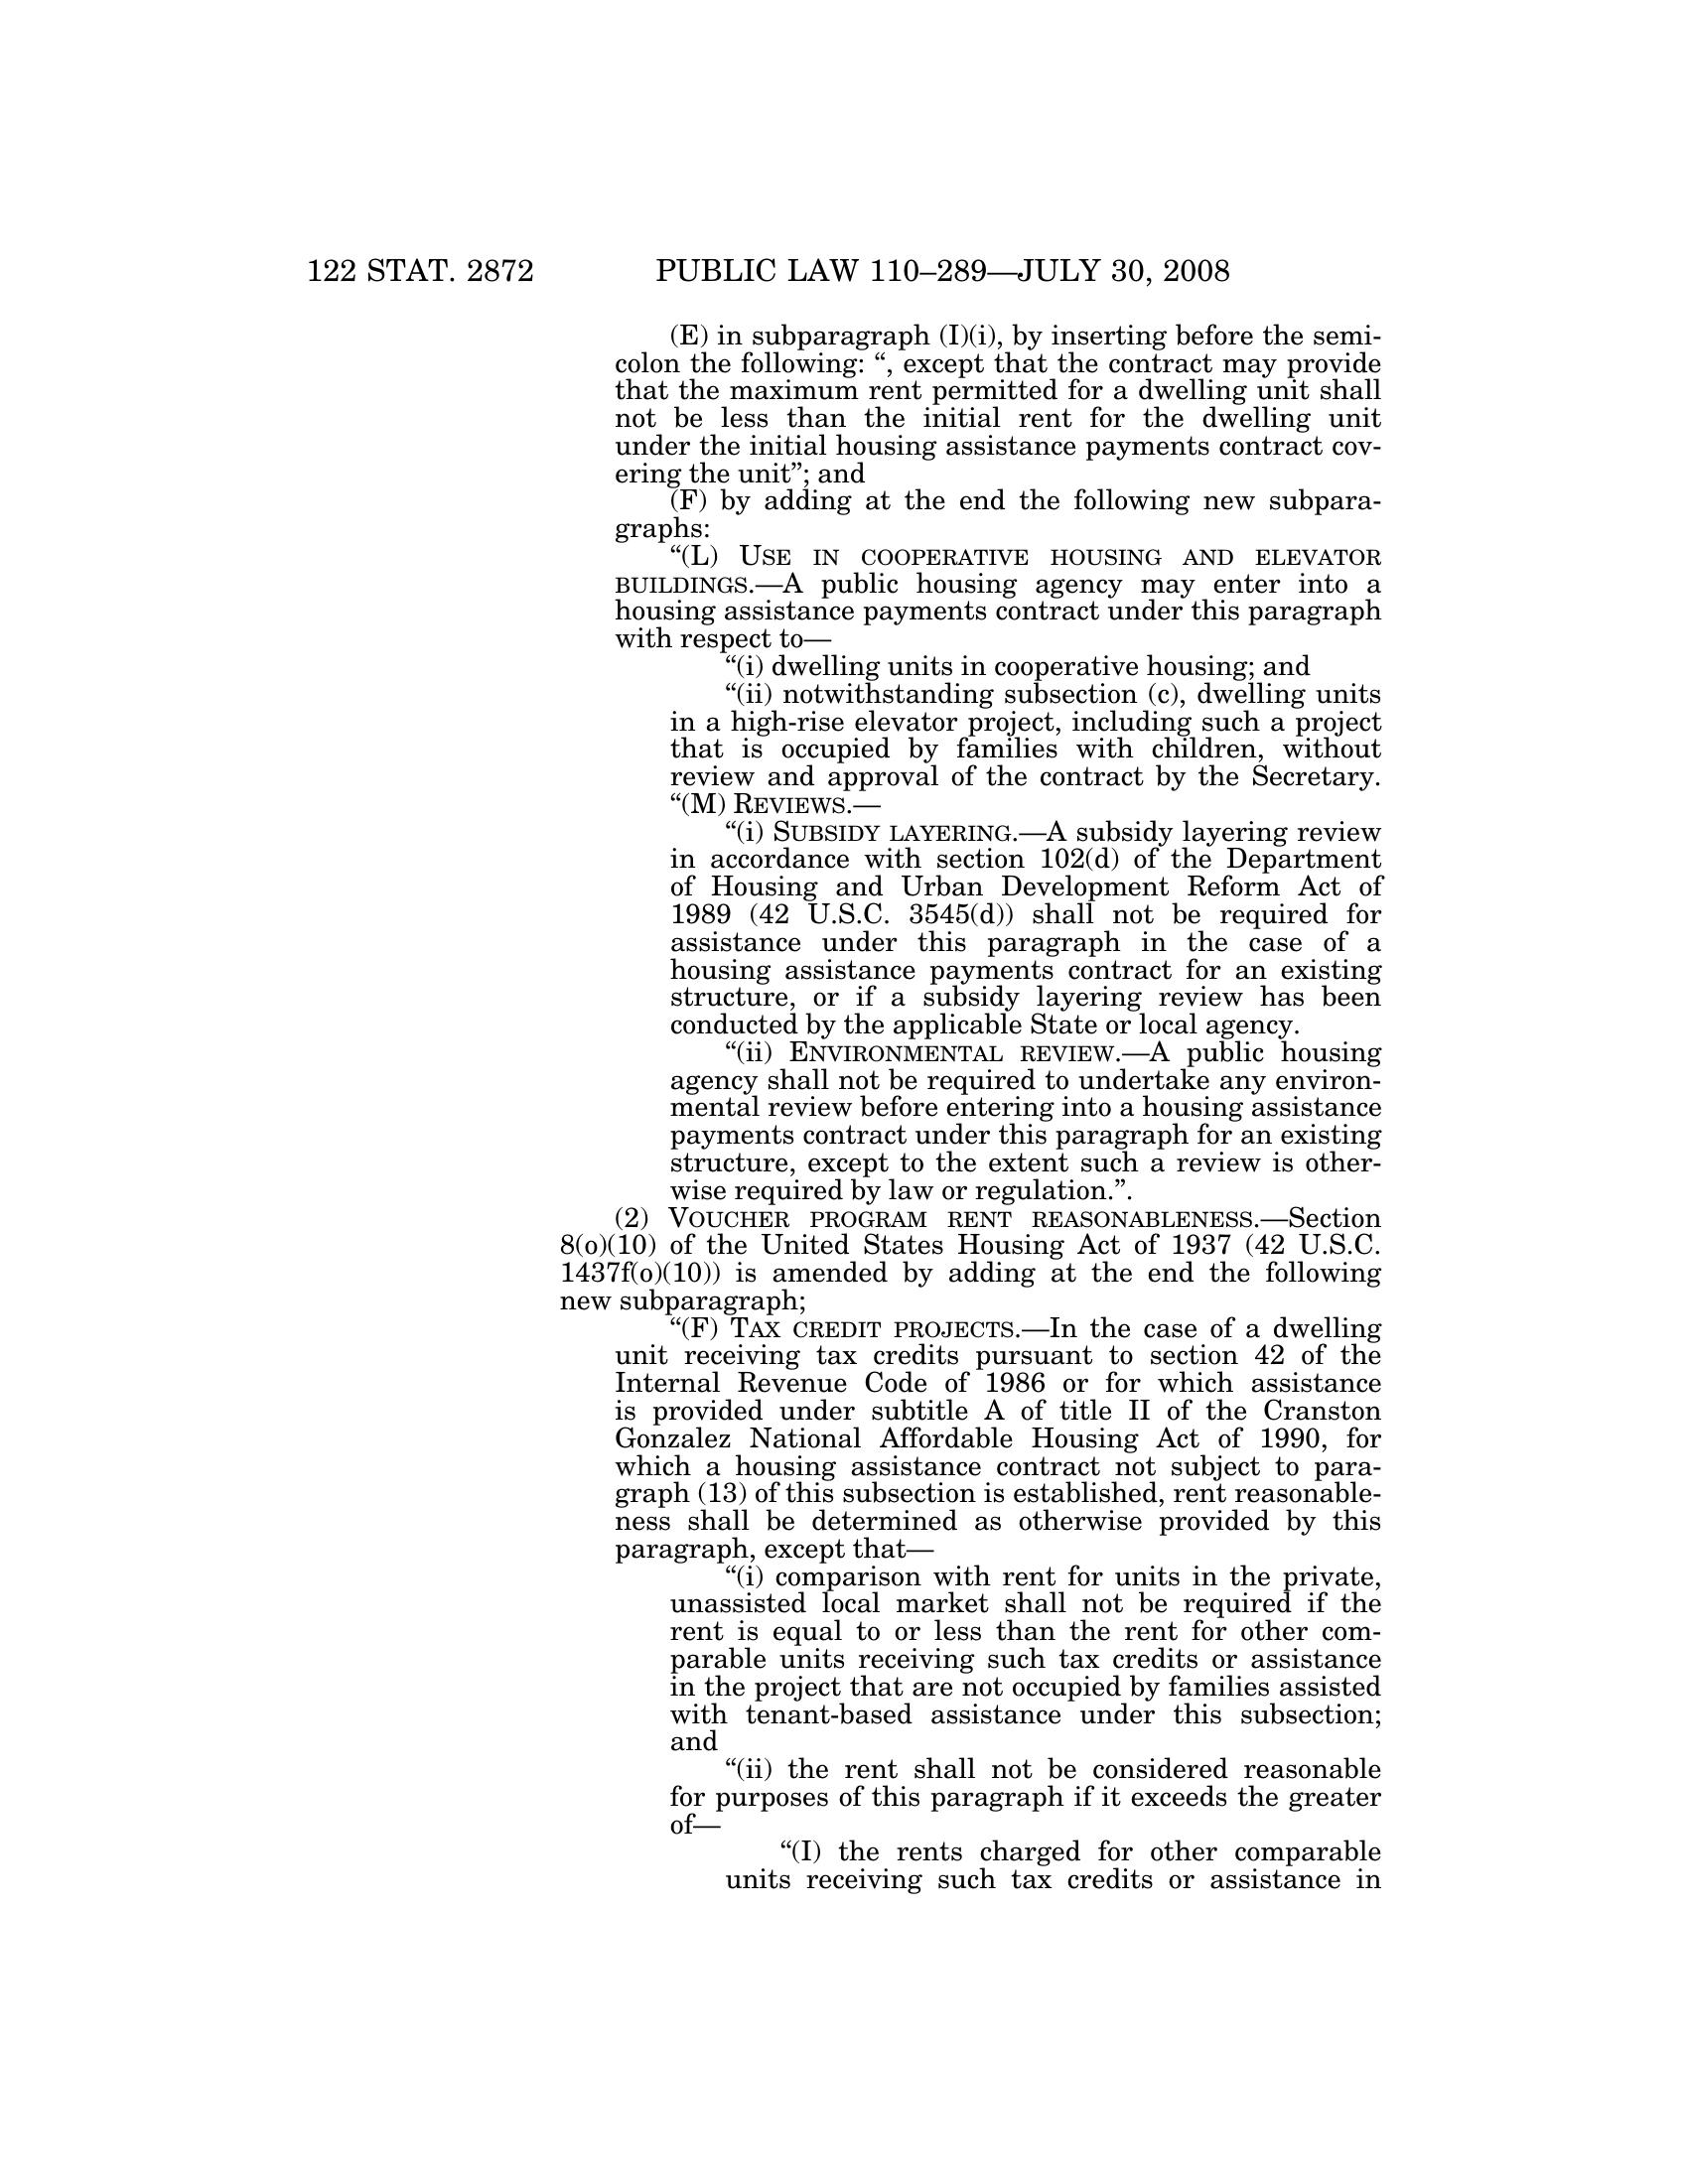 122 STAT. 2872 PUBLIC LAW 110–289—JULY 30, 2008
(E) in subparagraph (I)(i), by inserting before the semi-
colon the following: “, except that the contract may provide
that the maximum rent permitted for a dwelling unit shall
not be less than the initial rent for the dwelling unit
under the initial housing assistance payments contract cov-
ering the unit”; and
(F) by adding at the end the following new subpara-
graphs:
“(L) USE IN COOPERATIVE HOUSING AND ELEVATOR
BUILDINGS.—A public housing agency may enter into a
housing assistance payments contract under this paragraph
with respect to—
“(i) dwelling units in cooperative housing; and
“(ii) notwithstanding subsection (c), dwelling units
in a high-rise elevator project, including such a project
that is occupied by families with children, without
review and approval of the contract by the Secretary.
“(M) REVIEWS.—
“(i) SUBSIDY LAYERING.—A subsidy layering review
in accordance with section 102(d) of the Department
of Housing and Urban Development Reform Act of
1989 (42 U.S.C. 3545(d)) shall not be required for
assistance under this paragraph in the case of a
housing assistance payments contract for an existing
structure, or if a subsidy layering review has been
conducted by the applicable State or local agency.
“(ii) ENVIRONMENTAL REVIEW.—A public housing
agency shall not be required to undertake any environ-
mental review before entering into a housing assistance
payments contract under this paragraph for an existing
structure, except to the extent such a review is other-
wise required by law or regulation.”.
(2) VOUCHER PROGRAM RENT REASONABLENESS.—Section
8(o)(10) of the United States Housing Act of 1937 (42 U.S.C.
1437f(o)(10)) is amended by adding at the end the following
new subparagraph;
“(F) TAX CREDIT PROJECTS.—In the case of a dwelling
unit receiving tax credits pursuant to section 42 of the
Internal Revenue Code of 1986 or for which assistance
is provided under subtitle A of title II of the Cranston
Gonzalez National Affordable Housing Act of 1990, for
which a housing assistance contract not subject to para-
graph (13) of this subsection is established, rent reasonable-
ness shall be determined as otherwise provided by this
paragraph, except that—
“(i) comparison with rent for units in the private,
unassisted local market shall not be required if the
rent is equal to or less than the rent for other com-
parable units receiving such tax credits or assistance
in the project that are not occupied by families assisted
with tenant-based assistance under this subsection;
and
“(ii) the rent shall not be considered reasonable
for purposes of this paragraph if it exceeds the greater
of—
“(I) the rents charged for other comparable
units receiving such tax credits or assistance in